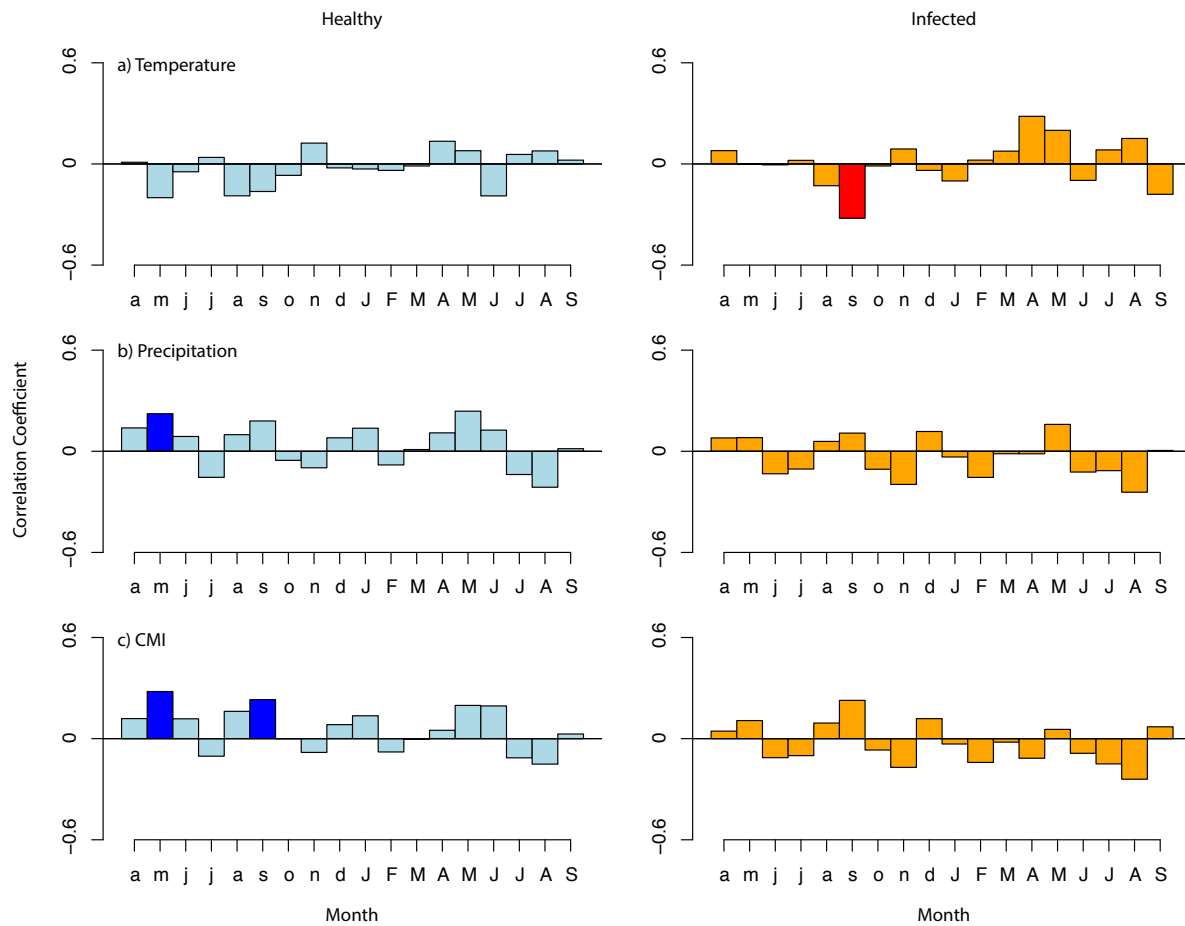 Healthy Infected
0.6 a) Temperature 0.6
0 0
−0.6 −0.6
a m j j a s o n d J F M A M J J A S a m j j a s o n d J F M A M J J A S
0.6 b) Precipitation 0.6
0 0
−0.6 −0.6
a m j j a s o n d J F M A M J J A S a m j j a s o n d J F M A M J J A S
Correlation Coefficient
0.6 c) CMI 0.6
0 0
−0.6 −0.6
a m j j a s o n d J F M A M J J A S a m j j a s o n d J F M A M J J A S
Month Month